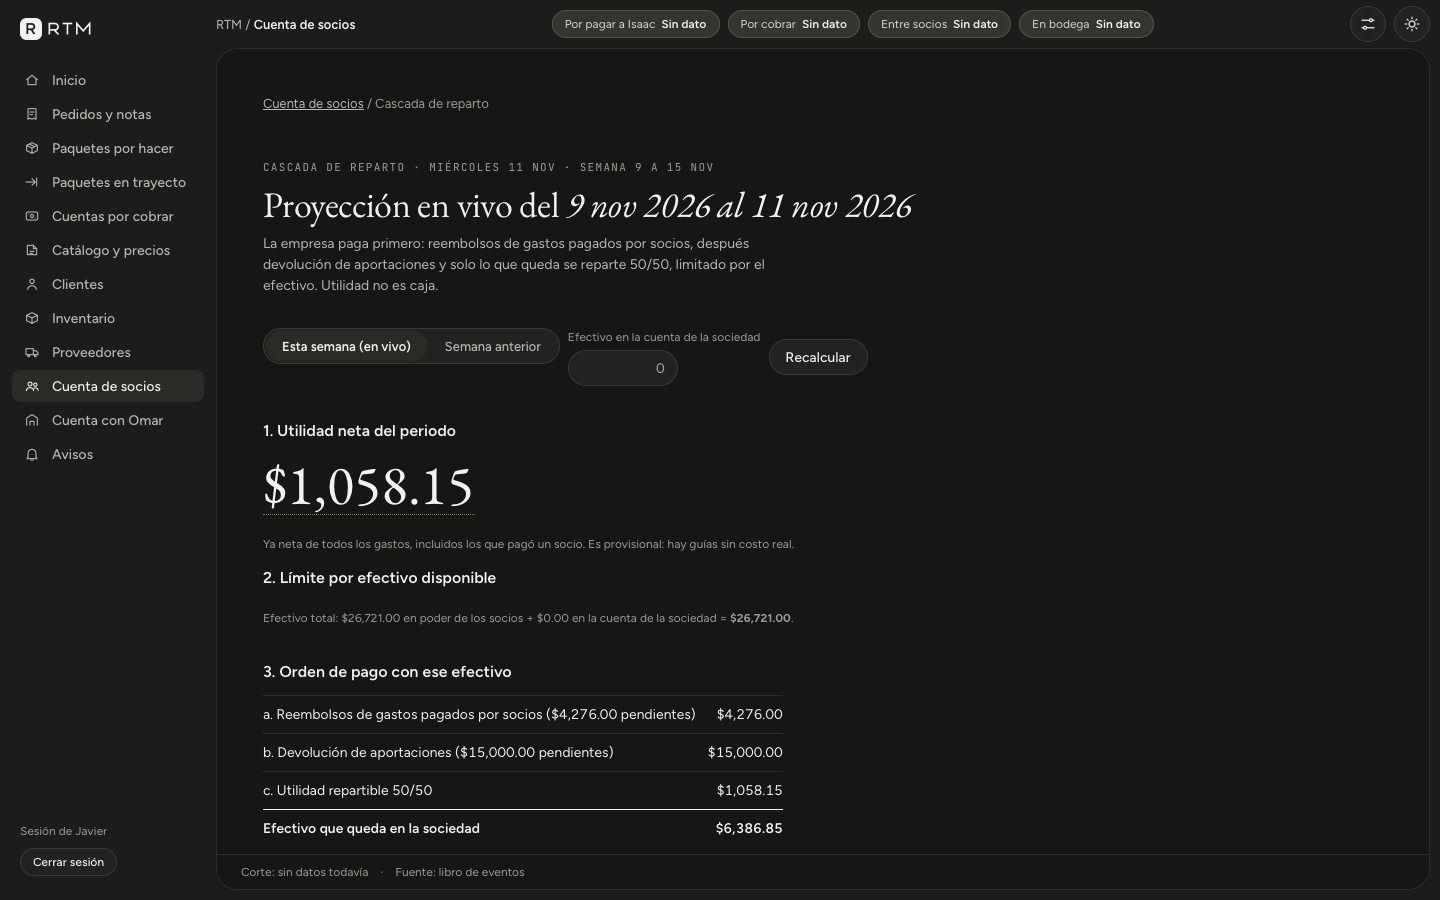 R RTM
RTM / Cuenta de socios
Por pagar a Isaac Sin dato
Por cobrar Sin dato
Entre socios Sin dato
En bodega Sin dato
Inicio
Pedidos y notas
Paquetes por hacer
Paquetes en trayecto
Cuentas por cobrar
Catálogo y precios
Clientes
Inventario
Proveedores
Cuenta de socios
Cuenta con Omar
Avisos
Sesión de Javier
Cerrar sesión
Cuenta de socios / Cascada de reparto
CASCADA DE REPARTO · MIÉRCOLES 11 NOV · SEMANA 9 A 15 NOV
Proyección en vivo del 9 nov 2026 al 11 nov 2026
La empresa paga primero: reembolsos de gastos pagados por socios, después
devolución de aportaciones y solo lo que queda se reparte 50/50, limitado por el
efectivo. Utilidad no es caja.
Esta semana (en vivo)
Semana anterior
Efectivo en la cuenta de la sociedad
0
Recalcular
1. Utilidad neta del periodo
$1,058.15
Ya neta de todos los gastos, incluidos los que pagó un socio. Es provisional: hay guías sin costo real.
2. Límite por efectivo disponible
Efectivo total: $26,721.00 en poder de los socios + $0.00 en la cuenta de la sociedad = $26,721.00.
3. Orden de pago con ese efectivo
a. Reembolsos de gastos pagados por socios ($4,276.00 pendientes) $4,276.00
b. Devolución de aportaciones ($15,000.00 pendientes) $15,000.00
c. Utilidad repartible 50/50 $1,058.15
Efectivo que queda en la sociedad $6,386.85
Corte: sin datos todavía · Fuente: libro de eventos